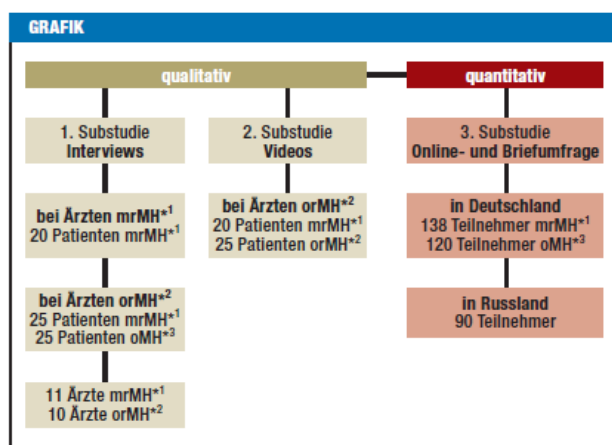 GRAFIK
qualitativ
quantitativ
1. Substudie
Interviews
2. Substudie
Videos
3. Substudie
Online- und Briefumfrage
bei Ärzten mrMH*1
20 Patienten mrMH*1
bei Ärzten orMH*2
20 Patienten mrMH*1
25 Patienten orMH*2
in Deutschland
138 Teilnehmer mrMH*1
120 Teilnehmer oMH*3
bei Ärzten orMH*2
25 Patienten mrMH*1
25 Patienten oMH*3
in Russland
90 Teilnehmer
11 Ärzte mrMH*1
10 Ärzte orMH*2